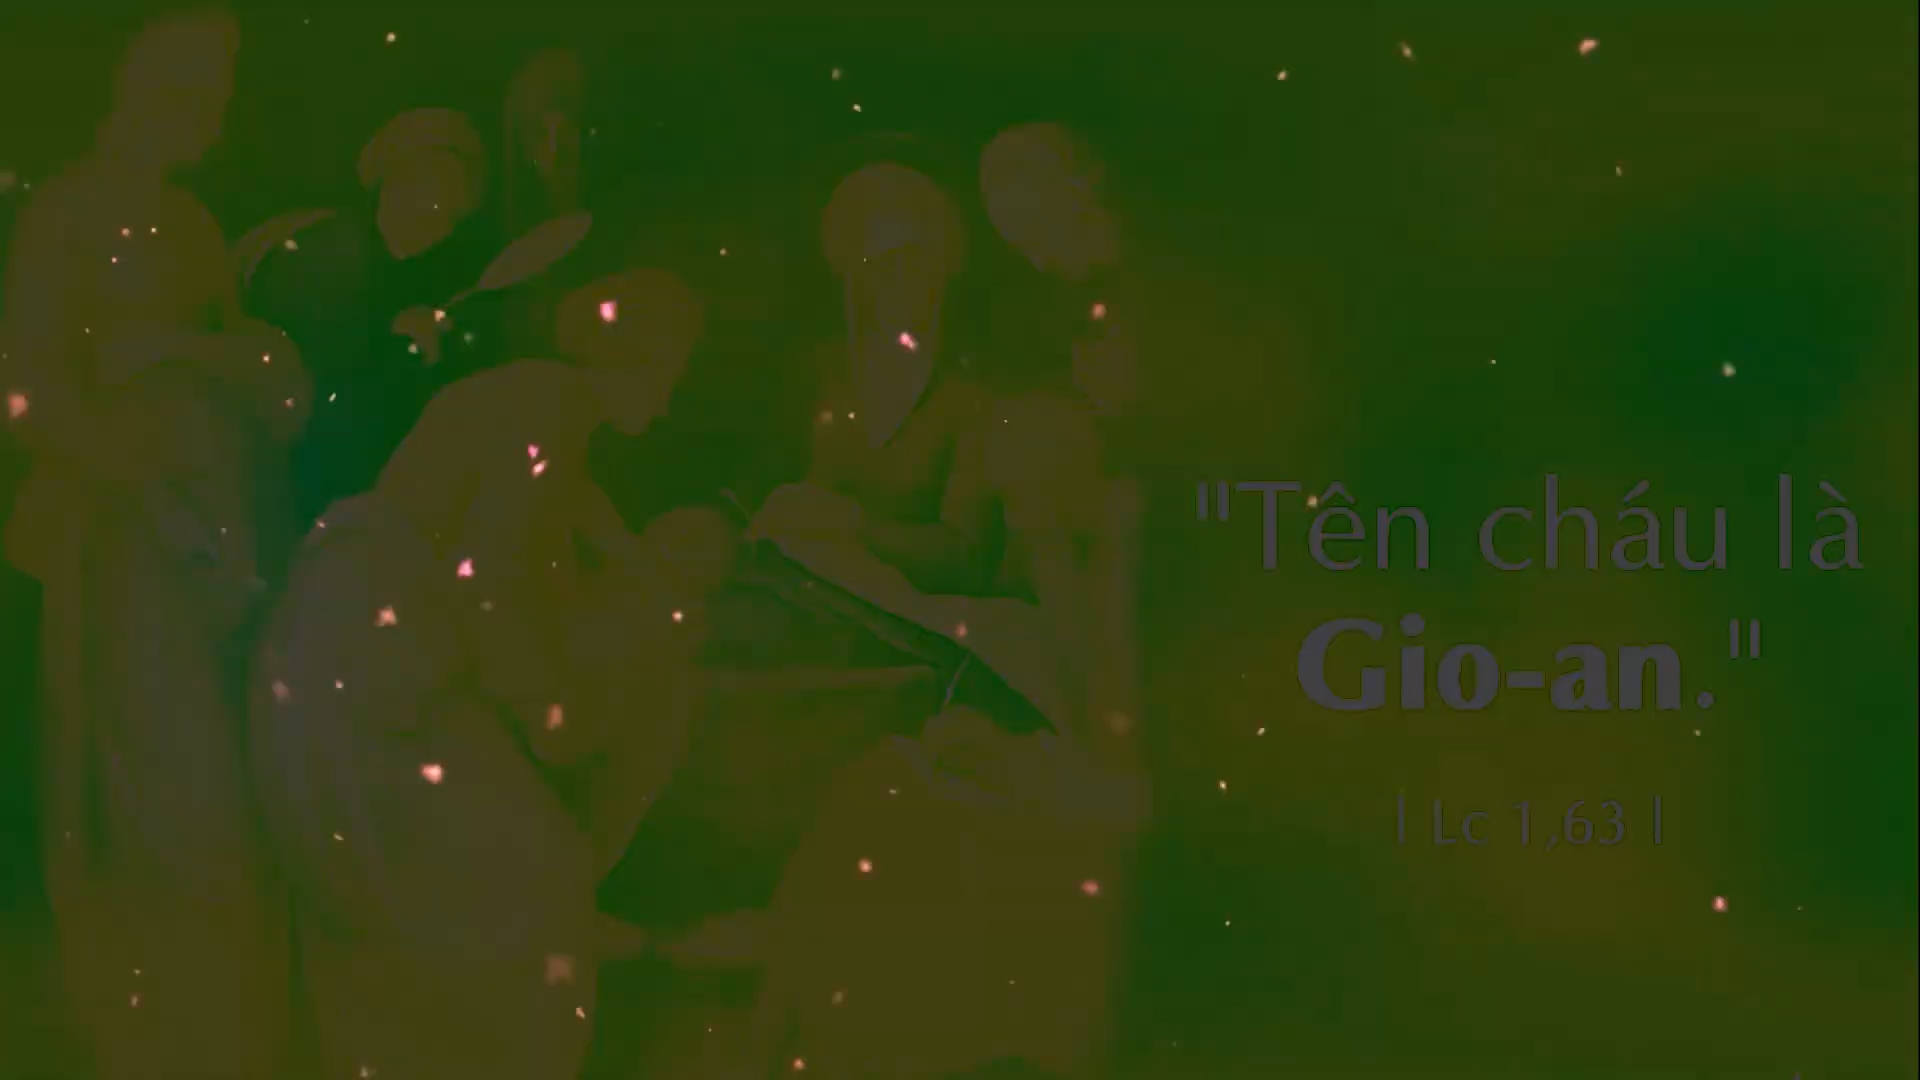 "Tên cháu là
Gio-an."
| Lc 1,63 |